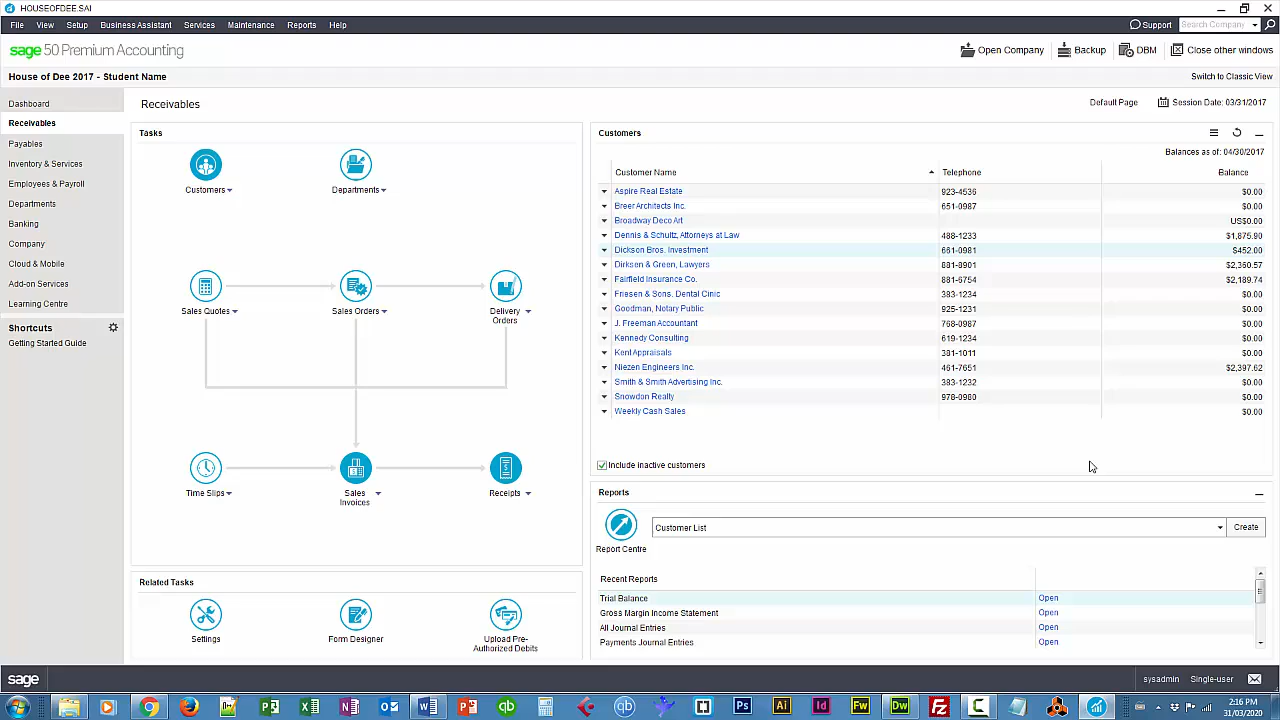 HOUSEOFDEE.SAI
File View Setup Business Assistant Services Maintenance Reports Help
Support Search Company
sage 50 Premium Accounting
Open Company Backup DBM Close other windows
House of Dee 2017 - Student Name
Switch to Classic View
Dashboard
Receivables
Payables
Inventory & Services
Employees & Payroll
Departments
Banking
Company
Cloud & Mobile
Add-on Services
Learning Centre
Shortcuts
Getting Started Guide
Receivables
Default Page Session Date: 03/31/2017
Tasks
Customers
Departments
Sales Quotes
Sales Orders
Delivery
Orders
Time Slips
Sales
Invoices
Receipts
Related Tasks
Settings
Form Designer
Upload Pre-
Authorized Debits
Customers
Balances as of: 04/30/2017
Customer Name Telephone Balance
Aspire Real Estate 923-4536 $0.00
Breer Architects Inc. 651-0987 $0.00
Broadway Deco Art US$0.00
Dennis & Schultz, Attorneys at Law 488-1233 $1,875.90
Dickson Bros. Investment 661-0981 $452.00
Dirksen & Green, Lawyers 881-8901 $2,350.57
Fairfield Insurance Co. 881-6754 $2,189.74
Friesen & Sons. Dental Clinic 383-1234 $0.00
Goodman, Notary Public 925-1231 $0.00
J. Freeman Accountant 768-0987 $0.00
Kennedy Consulting 619-1234 $0.00
Kent Appraisals 381-1011 $0.00
Niezen Engineers Inc. 461-7651 $2,397.62
Smith & Smith Advertising Inc. 383-1232 $0.00
Snowdon Realty 978-0980 $0.00
Weekly Cash Sales $0.00
Include inactive customers
Reports
Report Centre
Customer List Create
Recent Reports
Trial Balance Open
Gross Margin Income Statement Open
All Journal Entries Open
Payments Journal Entries Open
sage
sysadmin Single-user
Ps Ai Id Fw Dw
2:16 PM
31/03/2020